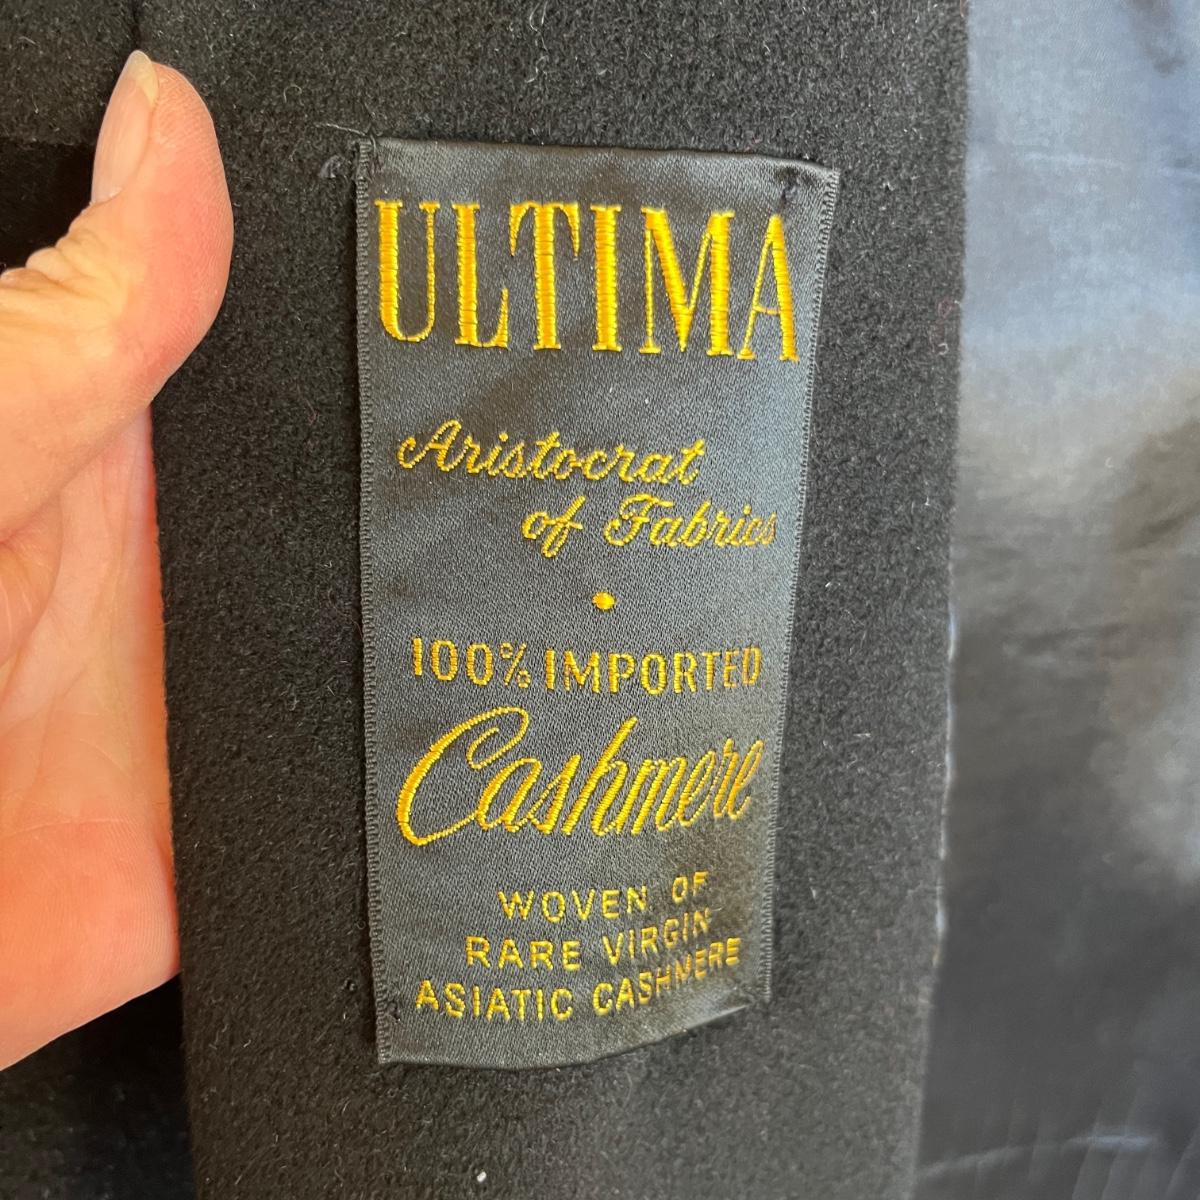 ULTIMA
Aristocrat
of Fabrics
100% IMPORTED
Cashmere
WOVEN OF
RARE VIRGIN
ASIATIC CASHMERE